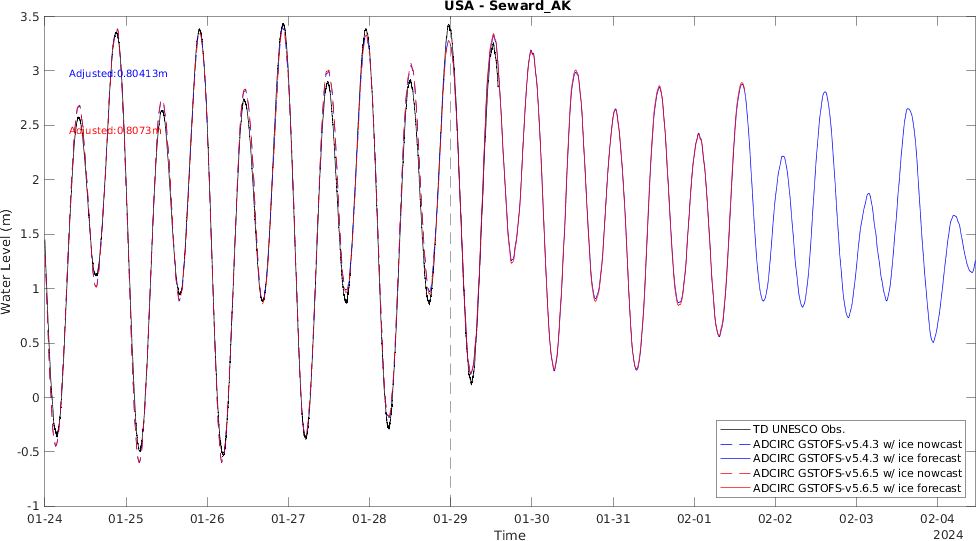 USA - Seward_AK
3.5
3
2.5
2
1.5
1
0.5
0
-0.5
-1
Water Level (m)
Adjusted:0.80413m
Adjusted:0.8073m
TD UNESCO Obs.
ADCIRC GSTOFS-v5.4.3 w/ ice nowcast
ADCIRC GSTOFS-v5.4.3 w/ ice forecast
ADCIRC GSTOFS-v5.6.5 w/ ice nowcast
ADCIRC GSTOFS-v5.6.5 w/ ice forecast
01-24 01-25 01-26 01-27 01-28 01-29 01-30 01-31 02-01 02-02 02-03 02-04
Time
2024